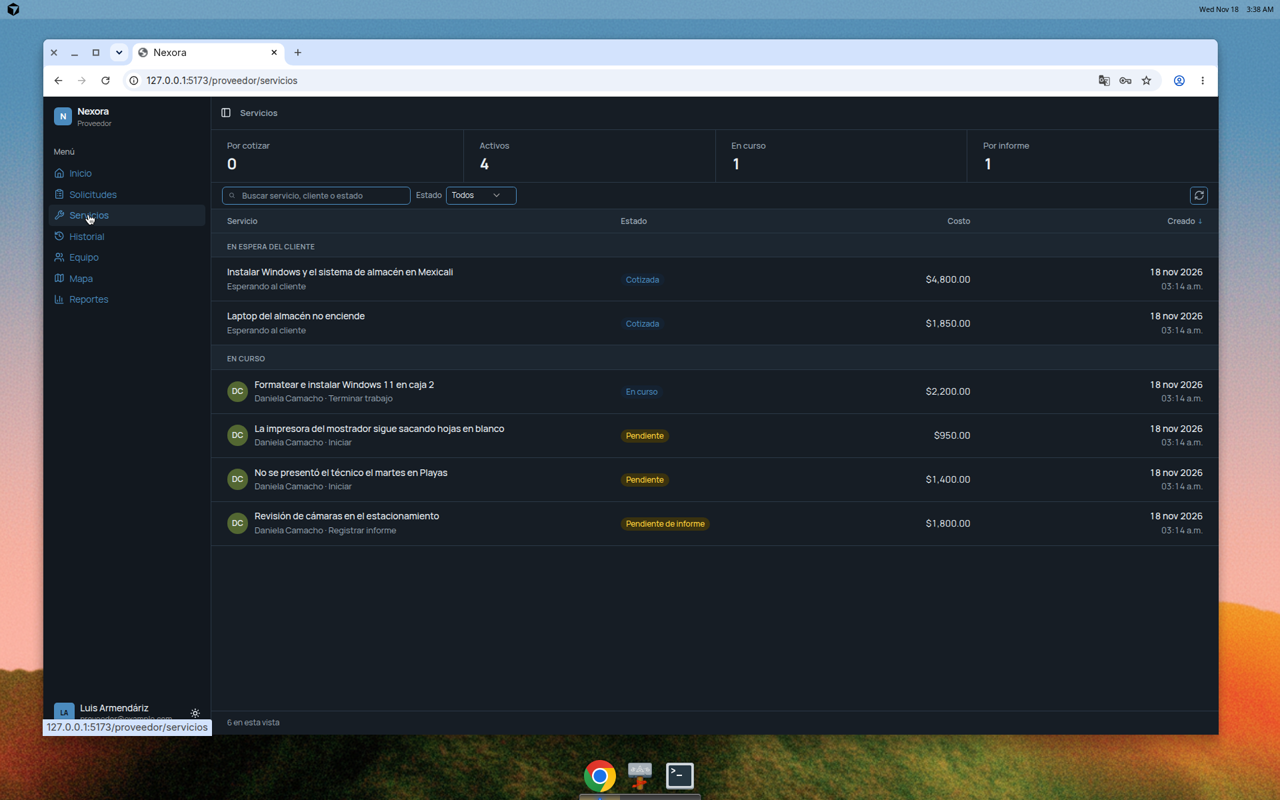 Wed Nov 18 3:38 AM
Nexora
127.0.0.1:5173/proveedor/servicios
N
Nexora
Proveedor
Menú
Inicio
Solicitudes
Servicios
Historial
Equipo
Mapa
Reportes
LA
Luis Armendáriz
127.0.0.1:5173/proveedor/servicios
Servicios
Por cotizar
0
Activos
4
En curso
1
Por informe
1
Buscar servicio, cliente o estado
Estado
Todos
Servicio
Estado
Costo
Creado ↓
EN ESPERA DEL CLIENTE
Instalar Windows y el sistema de almacén en Mexicali
Esperando al cliente
Cotizada
$4,800.00
18 nov 2026
03:14 a.m.
Laptop del almacén no enciende
Esperando al cliente
Cotizada
$1,850.00
18 nov 2026
03:14 a.m.
EN CURSO
DC
Formatear e instalar Windows 11 en caja 2
Daniela Camacho · Terminar trabajo
En curso
$2,200.00
18 nov 2026
03:14 a.m.
DC
La impresora del mostrador sigue sacando hojas en blanco
Daniela Camacho · Iniciar
Pendiente
$950.00
18 nov 2026
03:14 a.m.
DC
No se presentó el técnico el martes en Playas
Daniela Camacho · Iniciar
Pendiente
$1,400.00
18 nov 2026
03:14 a.m.
DC
Revisión de cámaras en el estacionamiento
Daniela Camacho · Registrar informe
Pendiente de informe
$1,800.00
18 nov 2026
03:14 a.m.
6 en esta vista